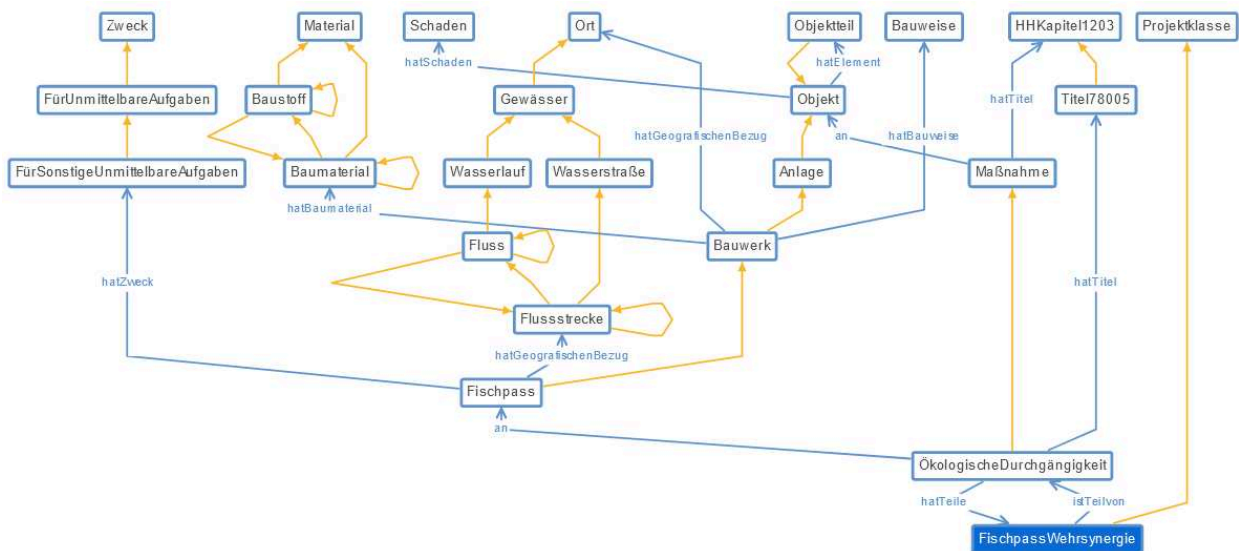 Zweck
Material
Schaden
Ort
Objektteil
Bauweise
HHKapitel1203
Projektklasse
hatSchaden
hatElement
FürUnmittelbareAufgaben
Baustoff
Gewässer
Objekt
hatTitel
Titel78005
hatGeografischenBezug
an
hatBauweise
FürSonstigeUnmittelbareAufgaben
Baumaterial
Wasserlauf
Wasserstraße
Anlage
Maßnahme
hatBaumaterial
Fluss
Bauwerk
hatZweck
hatTitel
Flussstrecke
hatGeografischenBezug
Fischpass
an
ÖkologischeDurchgängigkeit
hatTeile
istTeilvon
FischpassWehrsynergie